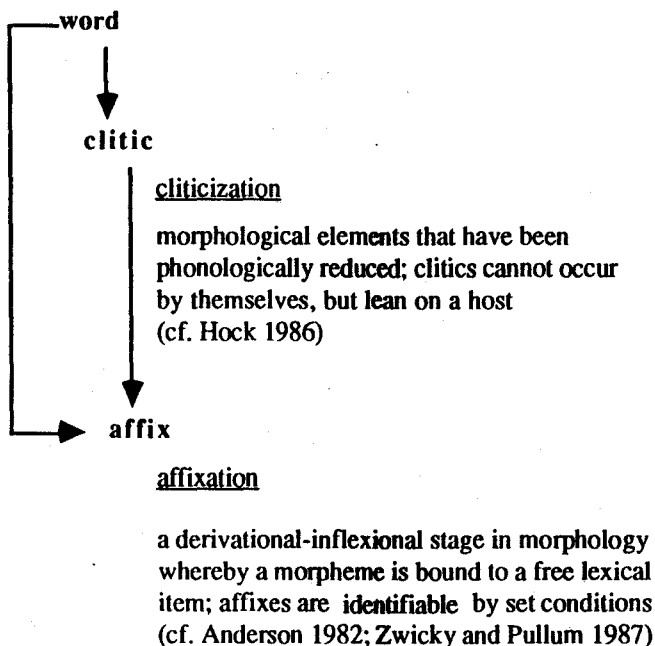 word
clitic
cliticization
morphological elements that have been
phonologically reduced; clitics cannot occur
by themselves, but lean on a host
(cf. Hock 1986)
affix
affixation
a derivational-inflexional stage in morphology
whereby a morpheme is bound to a free lexical
item; affixes are identifiable by set conditions
(cf. Anderson 1982; Zwicky and Pullum 1987)